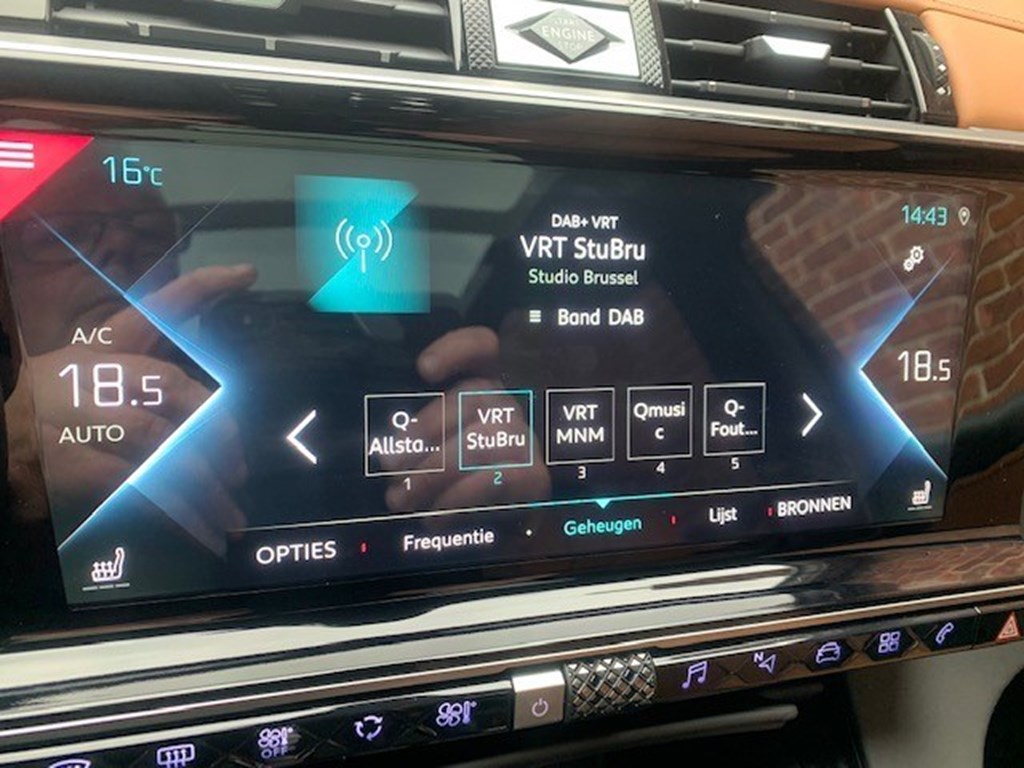 START
ENGINE
STOP
16°C
14:43
DAB+ VRT
VRT StuBru
Studio Brussel
Band DAB
A/C
18.5
AUTO
18.5
Q-
Allsta...
VRT
StuBru
VRT
MNM
Qmusi
c
Q-
Fout...
1
2
3
4
5
OPTIES
Frequentie
Geheugen
Lijst
BRONNEN
OFF
N